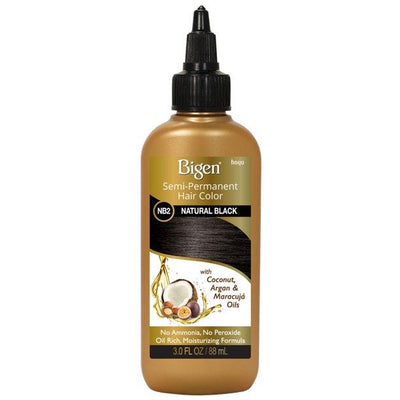 Bigen®
hoyu
Semi-Permanent
Hair Color
NB2 NATURAL BLACK
with
Coconut,
Argan &
Maracujá
Oils
No Ammonia, No Peroxide
Oil Rich, Moisturizing Formula
3.0 FL OZ / 88 mL